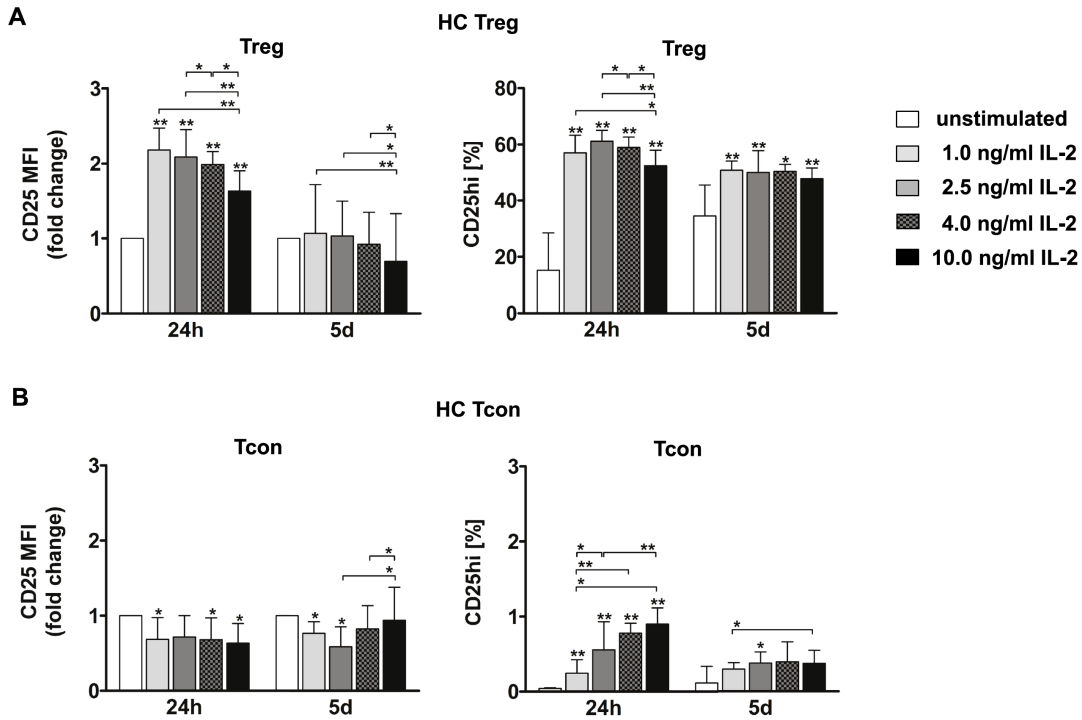 A
HC Treg
Treg
CD25 MFI
(fold change)
3
2
1
0
** ** ** **
* *
**
**
*
*
**
24h 5d
Treg
CD25hi [%]
80
60
40
20
0
** ** ** **
* *
**
*
** ** * **
24h 5d
unstimulated
1.0 ng/ml IL-2
2.5 ng/ml IL-2
4.0 ng/ml IL-2
10.0 ng/ml IL-2
B
HC Tcon
Tcon
CD25 MFI
(fold change)
3
2
1
0
* * *
* *
*
*
24h 5d
Tcon
CD25hi [%]
3
2
1
0
* **
**
*
** ** ** **
*
*
24h 5d